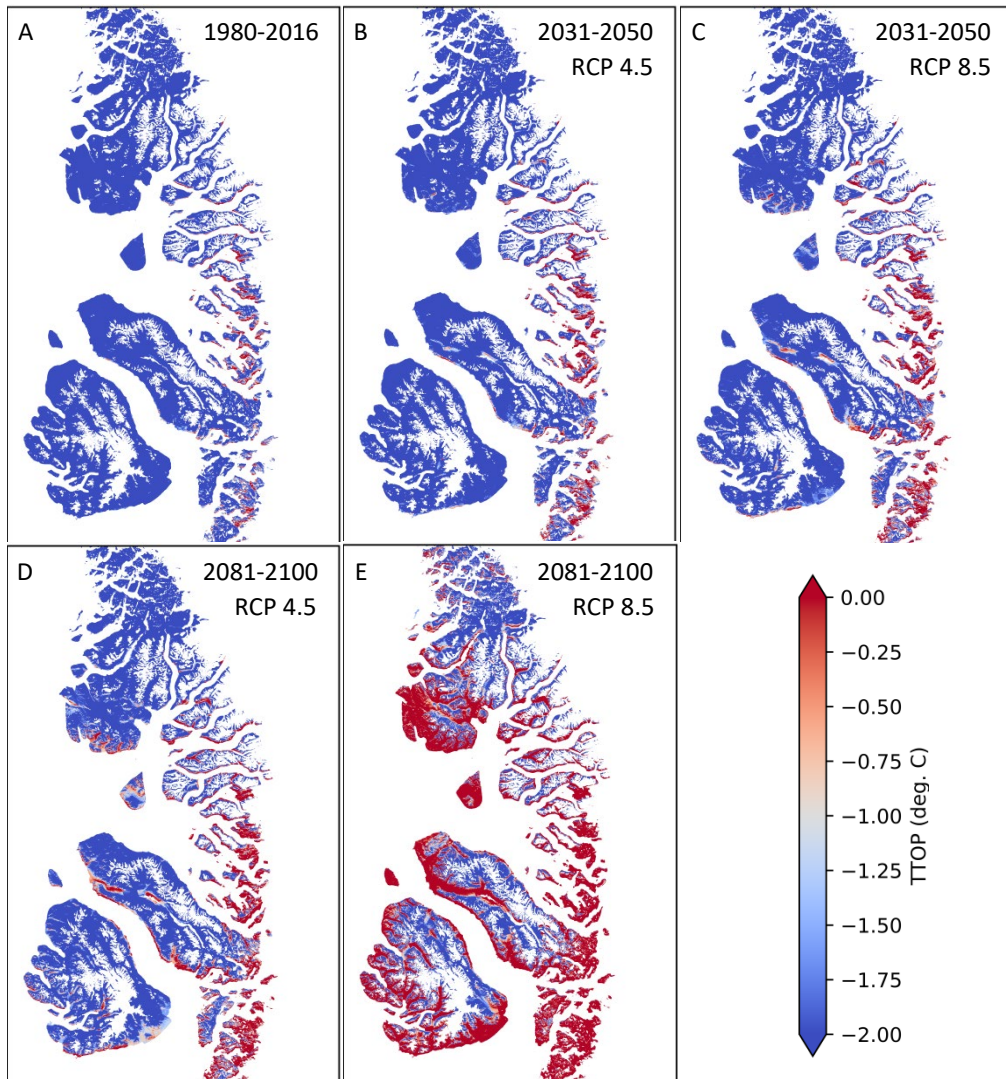 A 1980-2016
B 2031-2050
RCP 4.5
C 2031-2050
RCP 8.5
D 2081-2100
RCP 4.5
E 2081-2100
RCP 8.5
0.00
−0.25
−0.50
−0.75
−1.00
−1.25
−1.50
−1.75
−2.00
TTOP (deg. C)